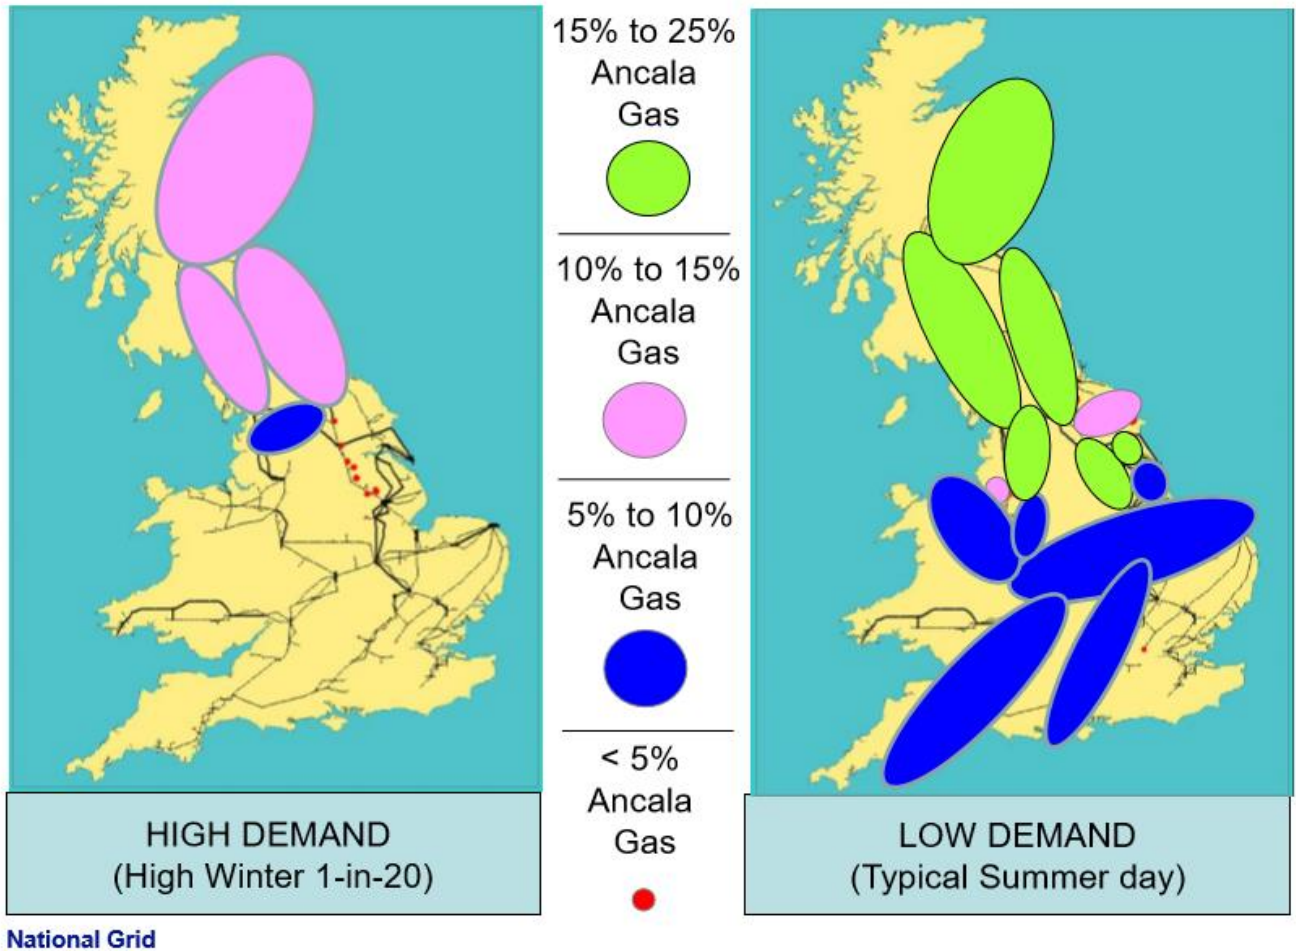 15% to 25%
Ancala
Gas
10% to 15%
Ancala
Gas
5% to 10%
Ancala
Gas
< 5%
Ancala
Gas
HIGH DEMAND
(High Winter 1-in-20)
LOW DEMAND
(Typical Summer day)
National Grid